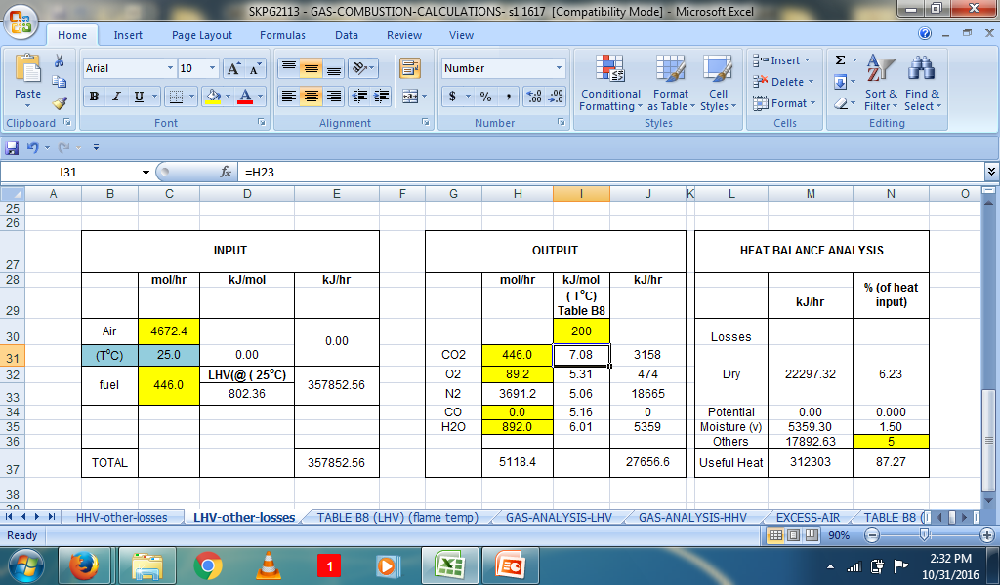 SKPG2113 - GAS-COMBUSTION-CALCULATIONS- s1 1617 [Compatibility Mode] - Microsoft Excel
Home Insert Page Layout Formulas Data Review View
Paste
Arial 10 A A
B I U A
Number
$ % , .00 .0
Conditional Formatting Format as Table Cell Styles
Insert
Delete
Format
Σ
Sort & Filter Find & Select
Clipboard Font Alignment Number Styles Cells Editing
I31 fx =H23
A B C D E F G H I J K L M N O
25
26
27 INPUT OUTPUT HEAT BALANCE ANALYSIS
28 mol/hr kJ/mol kJ/hr mol/hr kJ/mol kJ/hr
29 ( T⁰C) Table B8 kJ/hr % (of heat input)
30 Air 4672.4 0.00 200 Losses
31 (T⁰C) 25.0 0.00 CO2 446.0 7.08 3158
32 fuel 446.0 LHV(@ ( 25⁰C) 357852.56 O2 89.2 5.31 474 Dry 22297.32 6.23
33 802.36 N2 3691.2 5.06 18665
34 CO 0.0 5.16 0 Potential 0.00 0.000
35 H2O 892.0 6.01 5359 Moisture (v) 5359.30 1.50
36 Others 17892.63 5
37 TOTAL 357852.56 5118.4 27656.6 Useful Heat 312303 87.27
38
HHV-other-losses LHV-other-losses TABLE B8 (LHV) (flame temp) GAS-ANALYSIS-LHV GAS-ANALYSIS-HHV EXCESS-AIR TABLE B8 (
Ready 90%
1
2:32 PM
10/31/2016